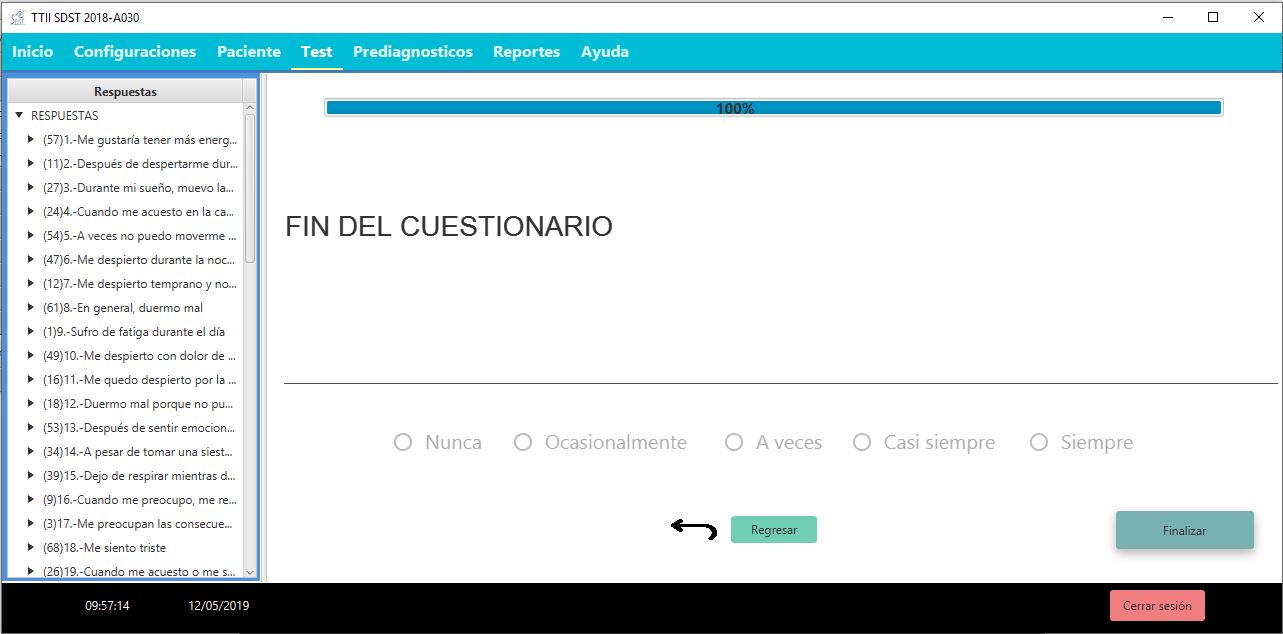 TTII SDST 2018-A030
Inicio Configuraciones Paciente Test Prediagnosticos Reportes Ayuda
Respuestas
RESPUESTAS
(57)1.-Me gustaría tener más energ...
(11)2.-Después de despertarme dur...
(27)3.-Durante mi sueño, muevo la...
(24)4.-Cuando me acuesto en la ca...
(54)5.-A veces no puedo moverme ...
(47)6.-Me despierto durante la noc...
(12)7.-Me despierto temprano y no...
(61)8.-En general, duermo mal
(1)9.-Sufro de fatiga durante el día
(49)10.-Me despierto con dolor de ...
(16)11.-Me quedo despierto por la ...
(18)12.-Duermo mal porque no pu...
(53)13.-Después de sentir emocion...
(34)14.-A pesar de tomar una siest...
(39)15.-Dejo de respirar mientras d...
(9)16.-Cuando me preocupo, me re...
(3)17.-Me preocupan las consecue...
(68)18.-Me siento triste
(26)19.-Cuando me acuesto o me s...
100%
FIN DEL CUESTIONARIO
Nunca Ocasionalmente A veces Casi siempre Siempre
Regresar Finalizar
09:57:14 12/05/2019 Cerrar sesión